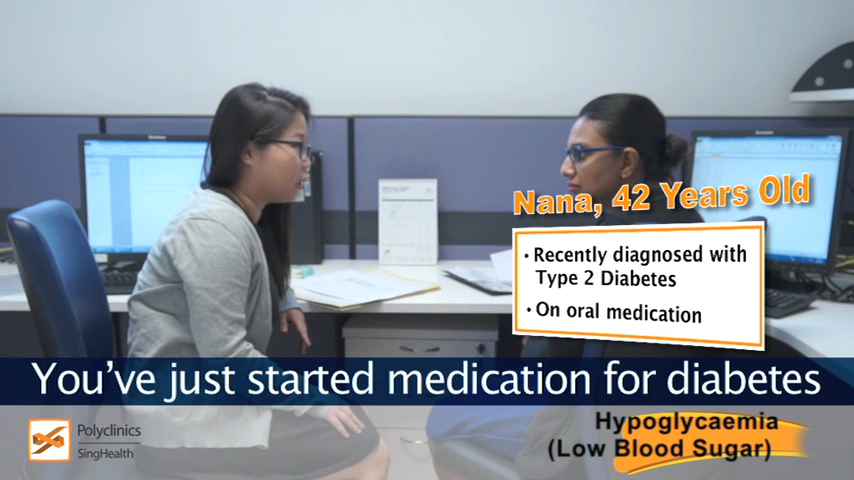 Nana, 42 Years Old
• Recently diagnosed with
Type 2 Diabetes
• On oral medication
You've just started medication for diabetes
Polyclinics
SingHealth
Hypoglycaemia
(Low Blood Sugar)